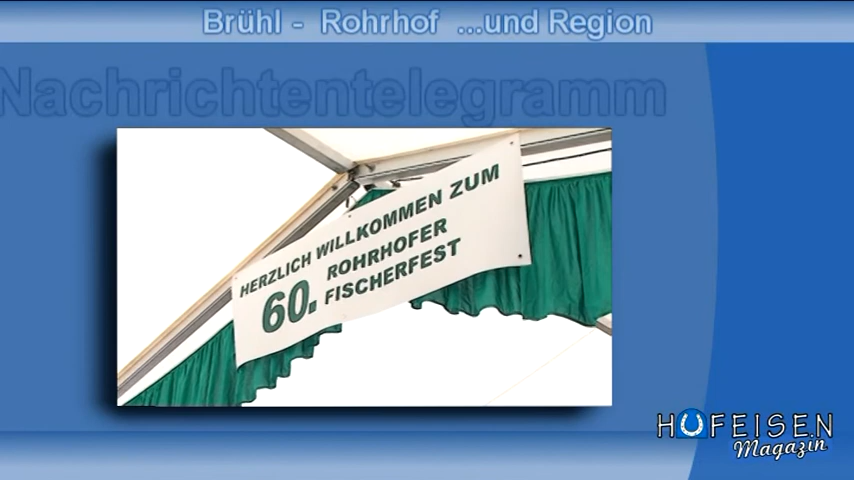 Brühl - Rohrhof ...und Region
Nachrichtentelegramm
HERZLICH WILLKOMMEN ZUM
60. ROHRHOFER
FISCHERFEST
HUFEISEN
Magazin